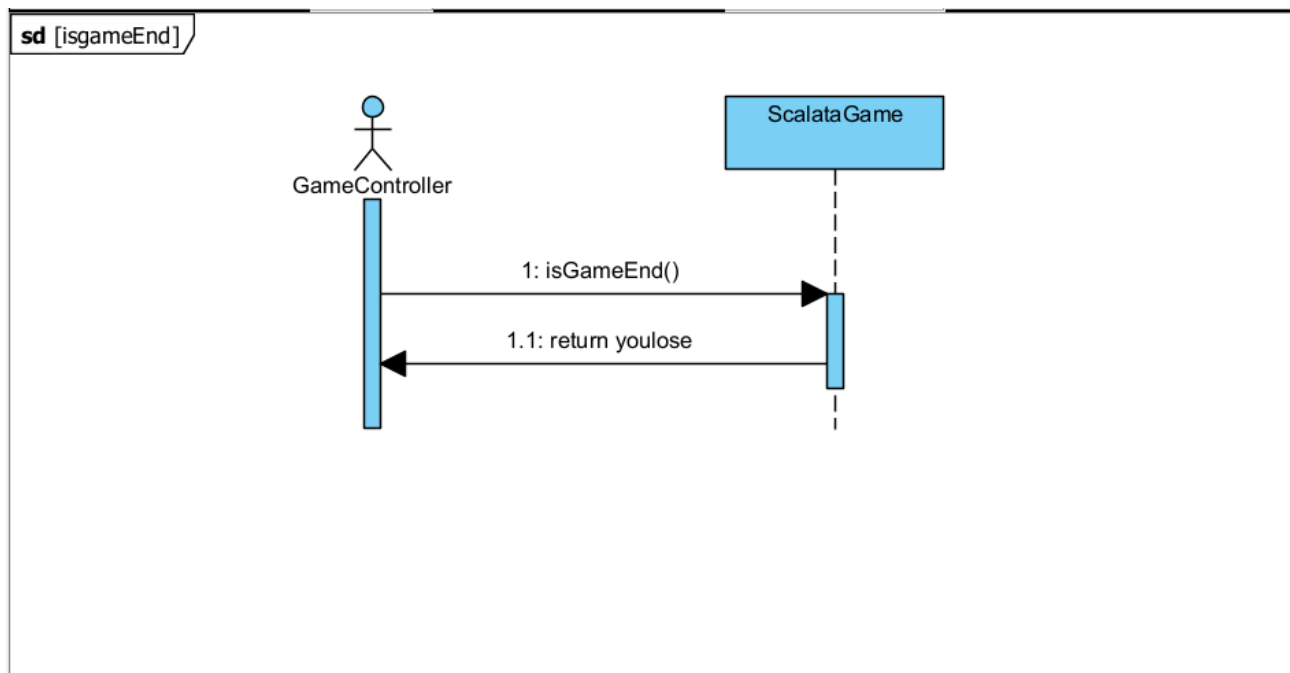 sd [isgameEnd]
ScalataGame
GameController
1: isGameEnd()
1.1: return youlose